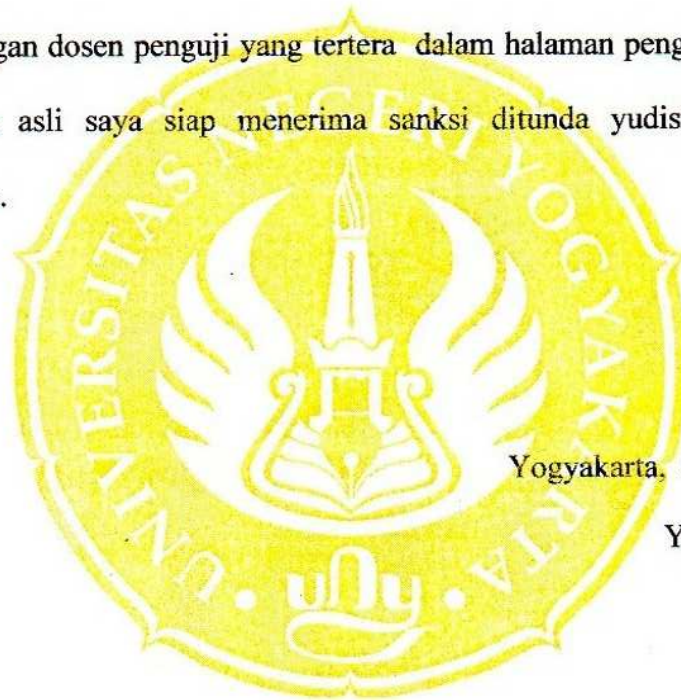 gan dosen penguji yang tertera dalam halaman peng
asli saya siap menerima sanksi ditunda yudis
.
UNIVERSITAS NEGERI YOGYAKARTA
Yogyakarta,
Y
uny